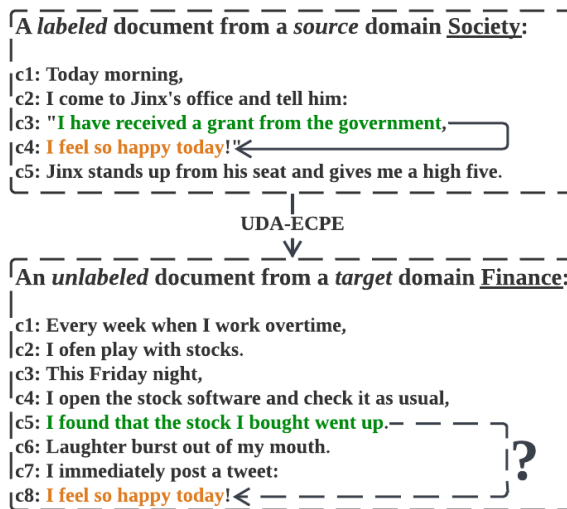 A labeled document from a source domain Society:
c1: Today morning,
c2: I come to Jinx's office and tell him:
c3: "I have received a grant from the government,
c4: I feel so happy today!"
c5: Jinx stands up from his seat and gives me a high five.
UDA-ECPE
An unlabeled document from a target domain Finance:
c1: Every week when I work overtime,
c2: I ofen play with stocks.
c3: This Friday night,
c4: I open the stock software and check it as usual,
c5: I found that the stock I bought went up.
c6: Laughter burst out of my mouth.
c7: I immediately post a tweet:
c8: I feel so happy today!
?